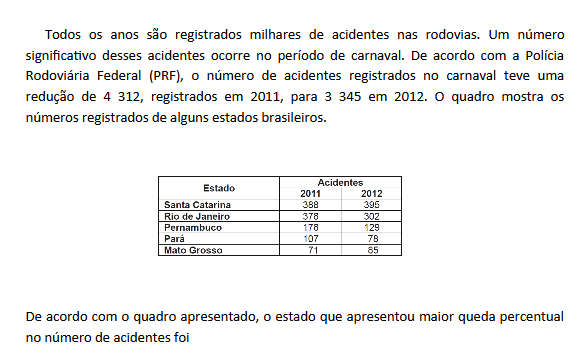 Todos os anos são registrados milhares de acidentes nas rodovias. Um número
significativo desses acidentes ocorre no período de carnaval. De acordo com a Polícia
Rodoviária Federal (PRF), o número de acidentes registrados no carnaval teve uma
redução de 4 312, registrados em 2011, para 3 345 em 2012. O quadro mostra os
números registrados de alguns estados brasileiros.
Estado Acidentes
2011 2012
Santa Catarina 388 395
Rio de Janeiro 378 302
Pernambuco 178 129
Pará 107 78
Mato Grosso 71 85
De acordo com o quadro apresentado, o estado que apresentou maior queda percentual
no número de acidentes foi